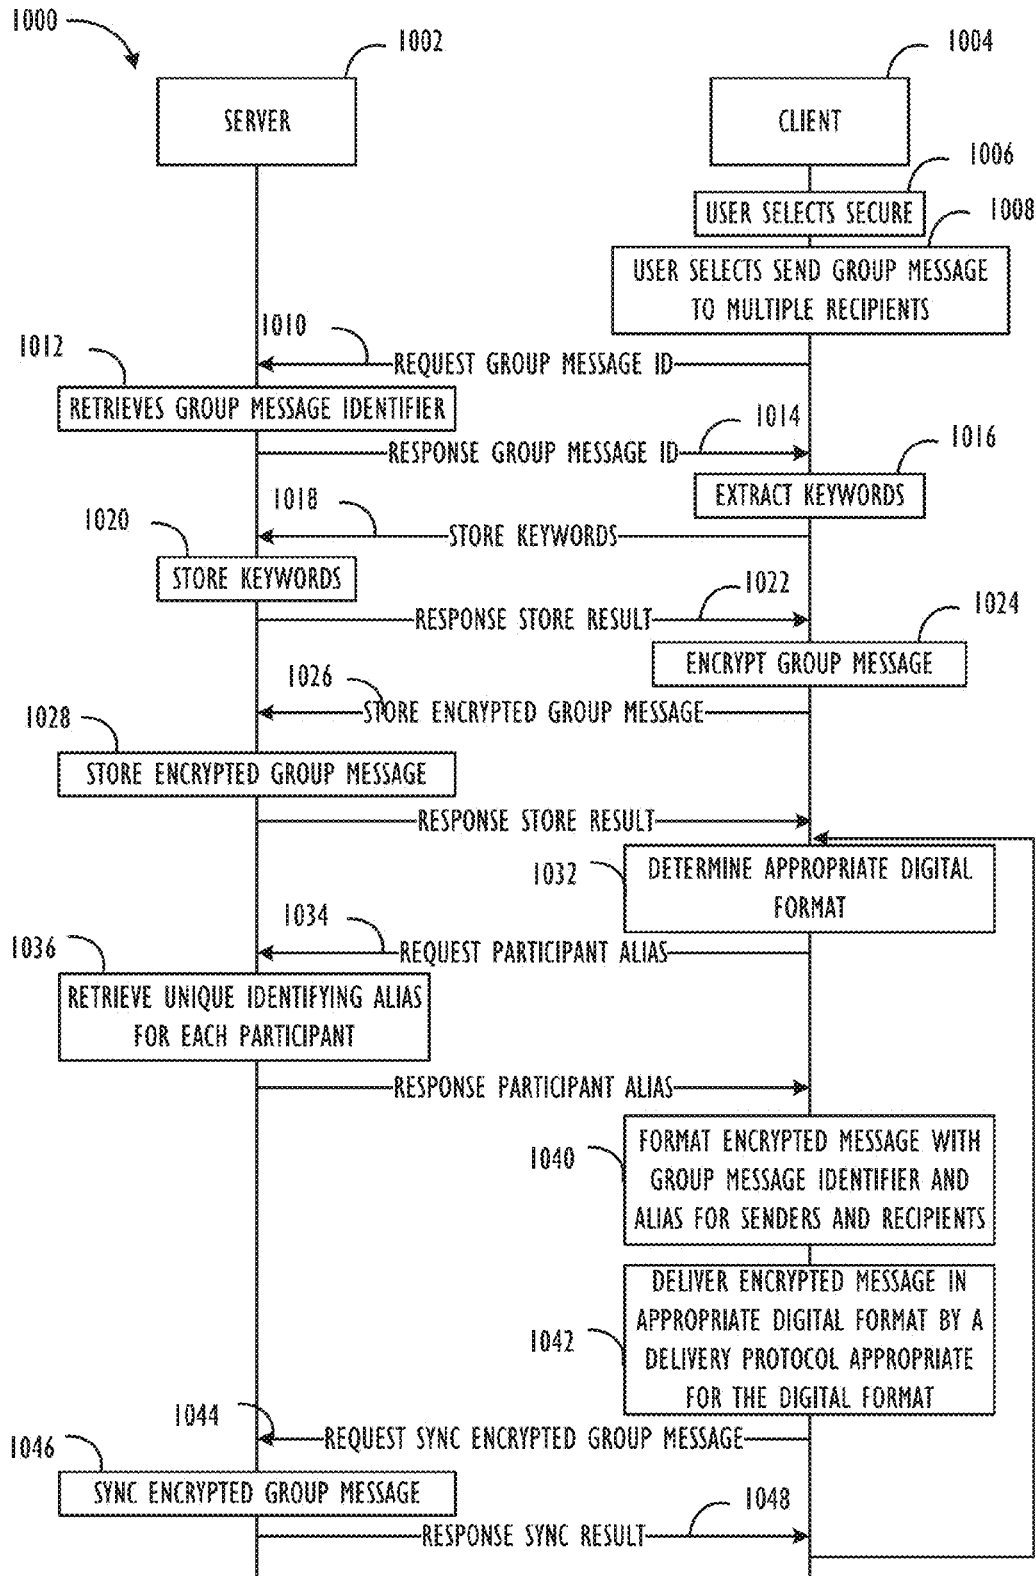 1000
1002
1004
SERVER
CLIENT
1006
USER SELECTS SECURE
1008
USER SELECTS SEND GROUP MESSAGE
TO MULTIPLE RECIPIENTS
1010
REQUEST GROUP MESSAGE ID
1012
RETRIEVES GROUP MESSAGE IDENTIFIER
1014
RESPONSE GROUP MESSAGE ID
1016
EXTRACT KEYWORDS
1018
STORE KEYWORDS
1020
STORE KEYWORDS
1022
RESPONSE STORE RESULT
1024
ENCRYPT GROUP MESSAGE
1026
STORE ENCRYPTED GROUP MESSAGE
1028
STORE ENCRYPTED GROUP MESSAGE
RESPONSE STORE RESULT
1032
DETERMINE APPROPRIATE DIGITAL
FORMAT
1034
REQUEST PARTICIPANT ALIAS
1036
RETRIEVE UNIQUE IDENTIFYING ALIAS
FOR EACH PARTICIPANT
RESPONSE PARTICIPANT ALIAS
1040
FORMAT ENCRYPTED MESSAGE WITH
GROUP MESSAGE IDENTIFIER AND
ALIAS FOR SENDERS AND RECIPIENTS
1042
DELIVER ENCRYPTED MESSAGE IN
APPROPRIATE DIGITAL FORMAT BY A
DELIVERY PROTOCOL APPROPRIATE
FOR THE DIGITAL FORMAT
1044
REQUEST SYNC ENCRYPTED GROUP MESSAGE
1046
SYNC ENCRYPTED GROUP MESSAGE
1048
RESPONSE SYNC RESULT